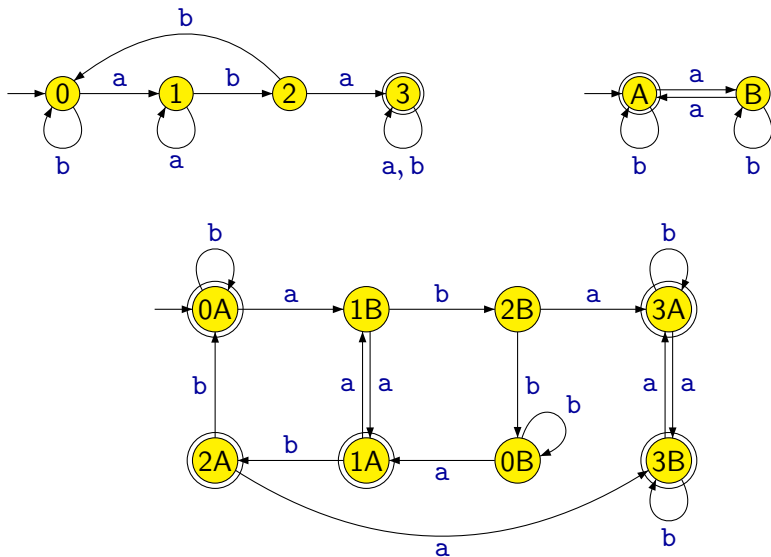 b
0 a 1 b 2 a 3 A a B
a
b a a, b b b
b b
0A a 1B b 2B a 3A
b a a b b a a
2A b 1A a 0B 3B
b
a